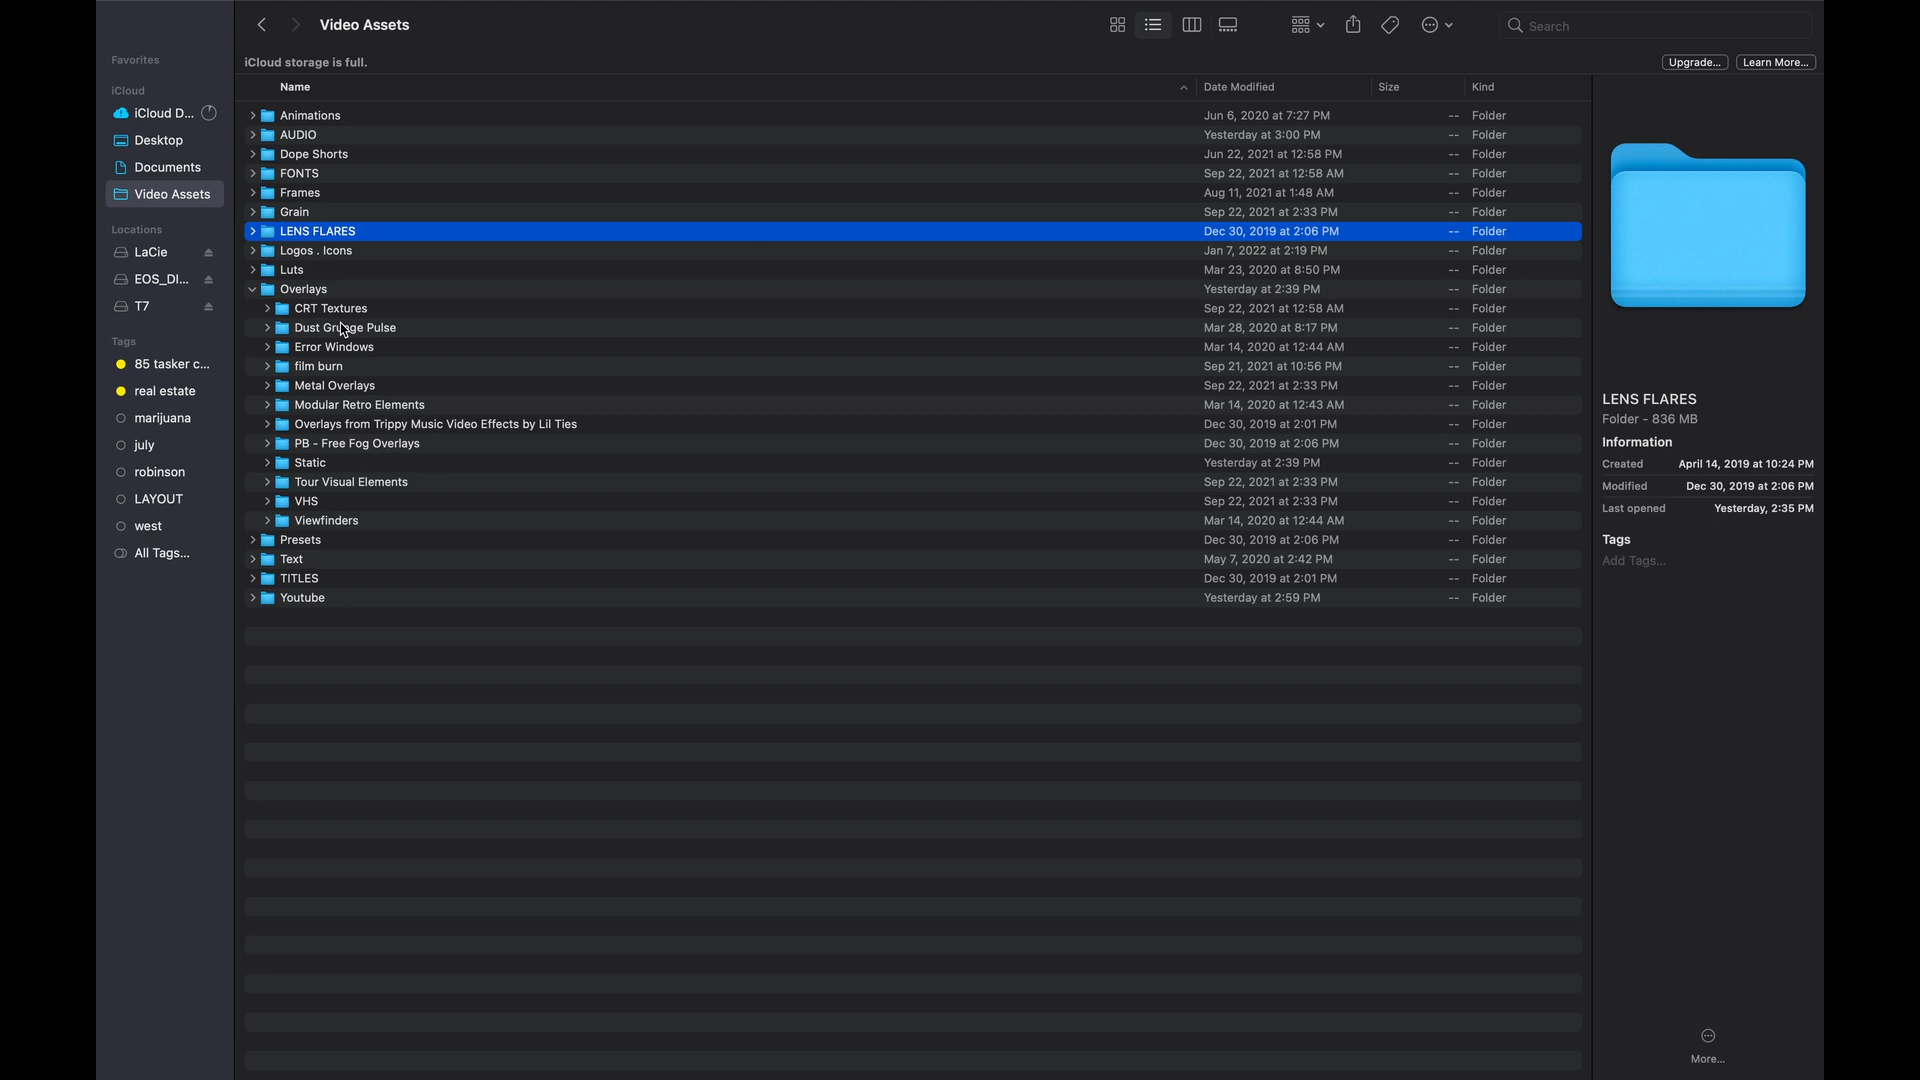 Video Assets
Search
Favorites
iCloud
iCloud D...
Desktop
Documents
Video Assets
Locations
LaCie
EOS_DI...
T7
Tags
85 tasker c...
real estate
marijuana
july
robinson
LAYOUT
west
All Tags...
iCloud storage is full.
Upgrade...
Learn More...
Name Date Modified Size Kind
Animations Jun 6, 2020 at 7:27 PM -- Folder
AUDIO Yesterday at 3:00 PM -- Folder
Dope Shorts Jun 22, 2021 at 12:58 PM -- Folder
FONTS Sep 22, 2021 at 12:58 AM -- Folder
Frames Aug 11, 2021 at 1:48 AM -- Folder
Grain Sep 22, 2021 at 2:33 PM -- Folder
LENS FLARES Dec 30, 2019 at 2:06 PM -- Folder
Logos . Icons Jan 7, 2022 at 2:19 PM -- Folder
Luts Mar 23, 2020 at 8:50 PM -- Folder
Overlays Yesterday at 2:39 PM -- Folder
CRT Textures Sep 22, 2021 at 12:58 AM -- Folder
Dust Grunge Pulse Mar 28, 2020 at 8:17 PM -- Folder
Error Windows Mar 14, 2020 at 12:44 AM -- Folder
film burn Sep 21, 2021 at 10:56 PM -- Folder
Metal Overlays Sep 22, 2021 at 2:33 PM -- Folder
Modular Retro Elements Mar 14, 2020 at 12:43 AM -- Folder
Overlays from Trippy Music Video Effects by Lil Ties Dec 30, 2019 at 2:01 PM -- Folder
PB - Free Fog Overlays Dec 30, 2019 at 2:06 PM -- Folder
Static Yesterday at 2:39 PM -- Folder
Tour Visual Elements Sep 22, 2021 at 2:33 PM -- Folder
VHS Sep 22, 2021 at 2:33 PM -- Folder
Viewfinders Mar 14, 2020 at 12:44 AM -- Folder
Presets Dec 30, 2019 at 2:06 PM -- Folder
Text May 7, 2020 at 2:42 PM -- Folder
TITLES Dec 30, 2019 at 2:01 PM -- Folder
Youtube Yesterday at 2:59 PM -- Folder
LENS FLARES
Folder - 836 MB
Information
Created April 14, 2019 at 10:24 PM
Modified Dec 30, 2019 at 2:06 PM
Last opened Yesterday, 2:35 PM
Tags
Add Tags...
More...